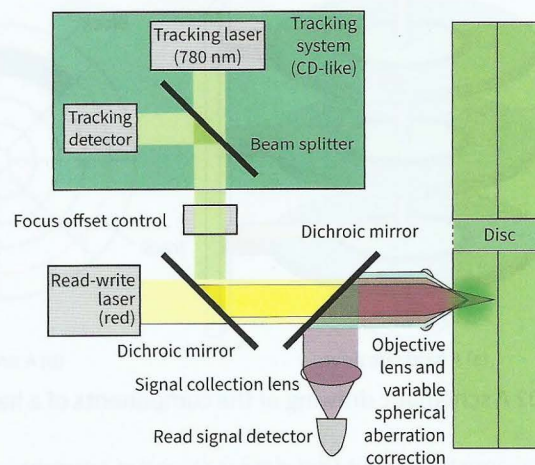 Tracking laser
(780 nm)
Tracking
system
(CD-like)
Tracking
detector
Beam splitter
Focus offset control
Dichroic mirror
Disc
Read-write
laser
(red)
Dichroic mirror
Signal collection lens
Read signal detector
Objective
lens and
variable
spherical
aberration
correction